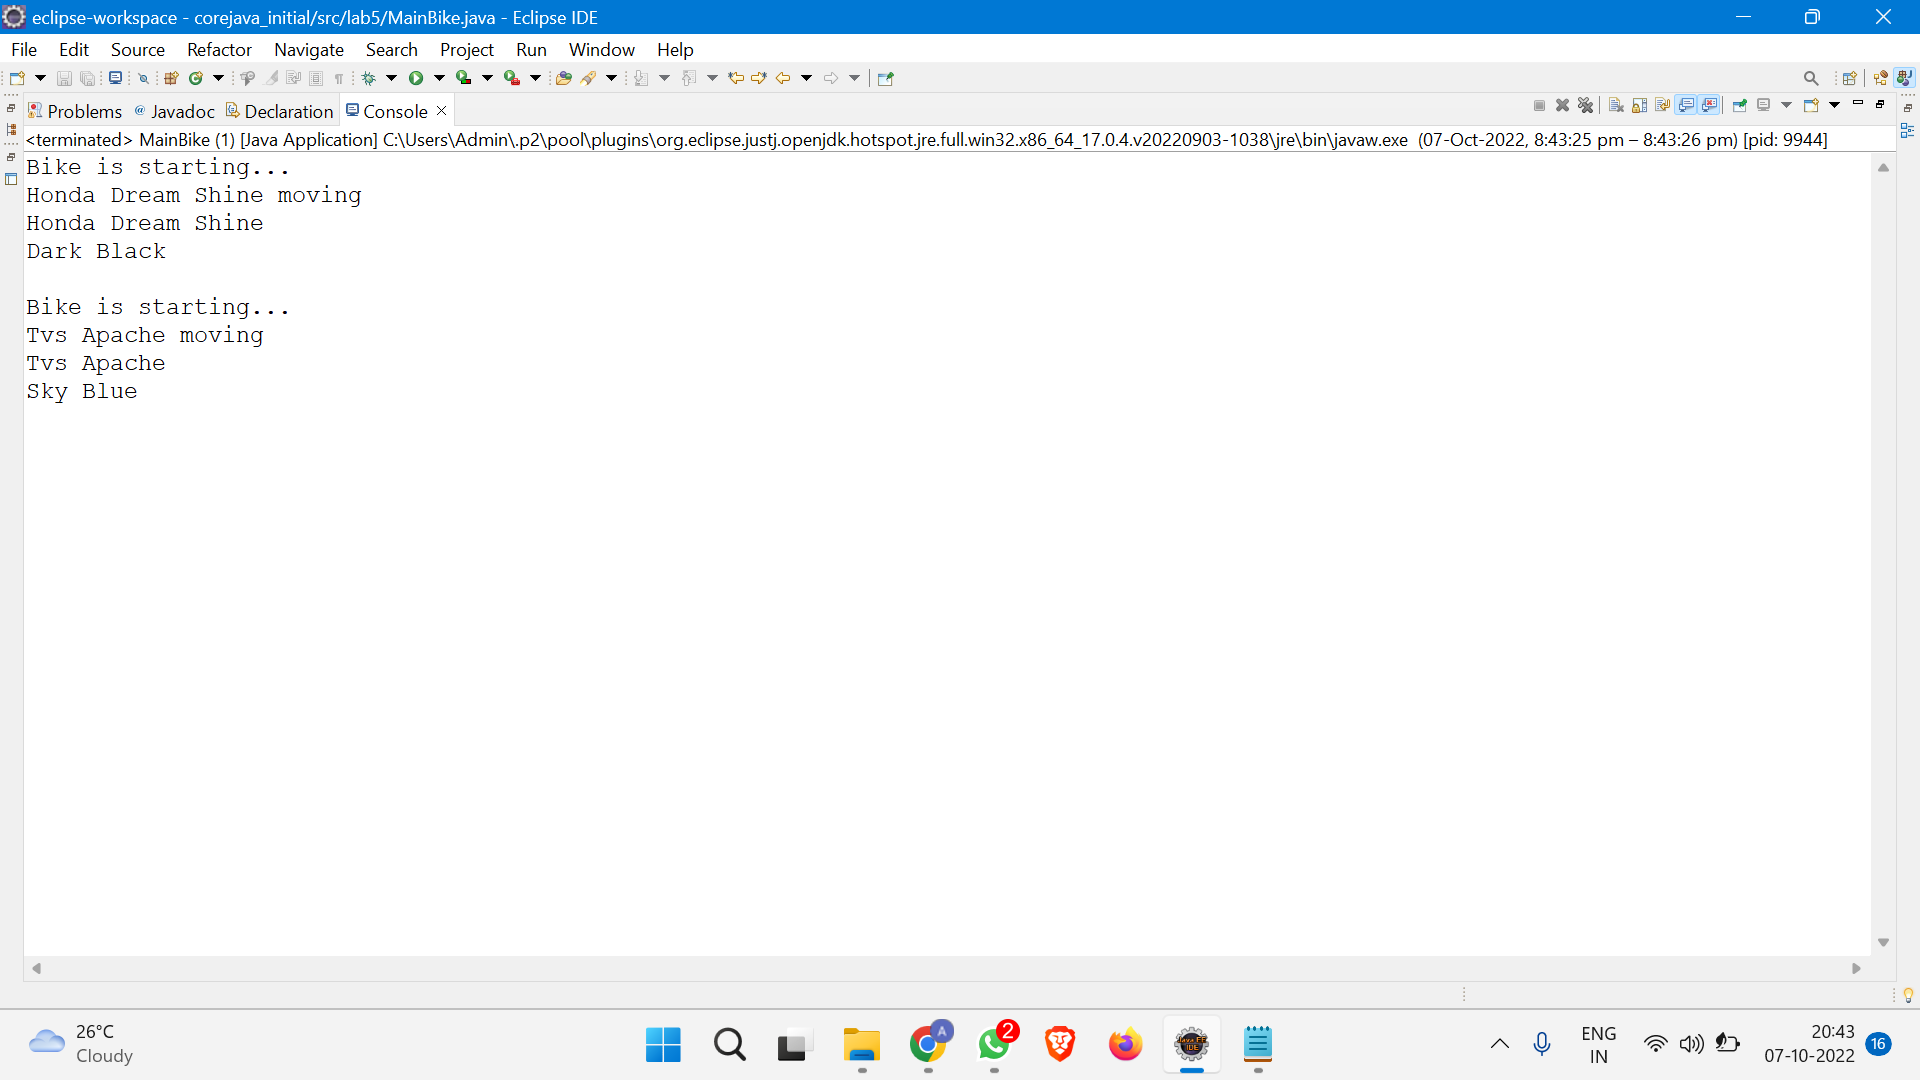 eclipse-workspace - corejava_initial/src/lab5/MainBike.java - Eclipse IDE
File Edit Source Refactor Navigate Search Project Run Window Help
Problems @ Javadoc Declaration Console
<terminated> MainBike (1) [Java Application] C:\Users\Admin\.p2\pool\plugins\org.eclipse.justj.openjdk.hotspot.jre.full.win32.x86_64_17.0.4.v20220903-1038\jre\bin\javaw.exe (07-Oct-2022, 8:43:25 pm – 8:43:26 pm) [pid: 9944]
Bike is starting...
Honda Dream Shine moving
Honda Dream Shine
Dark Black
Bike is starting...
Tvs Apache moving
Tvs Apache
Sky Blue
26°C
Cloudy
A
2
Java EE
IDE
ENG
IN
20:43
07-10-2022
16